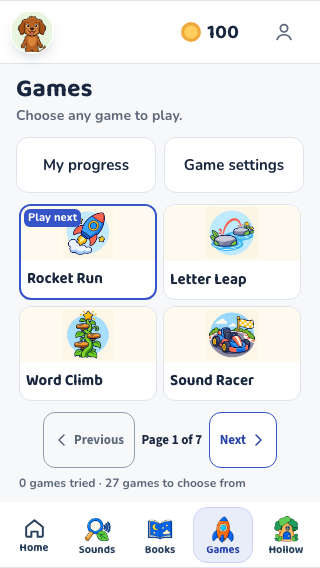 100
Games
Choose any game to play.
My progress
Game settings
Play next
Rocket Run
Letter Leap
Word Climb
Sound Racer
Previous
Page 1 of 7
Next
0 games tried · 27 games to choose from
Home
Sounds
Books
Games
Hollow